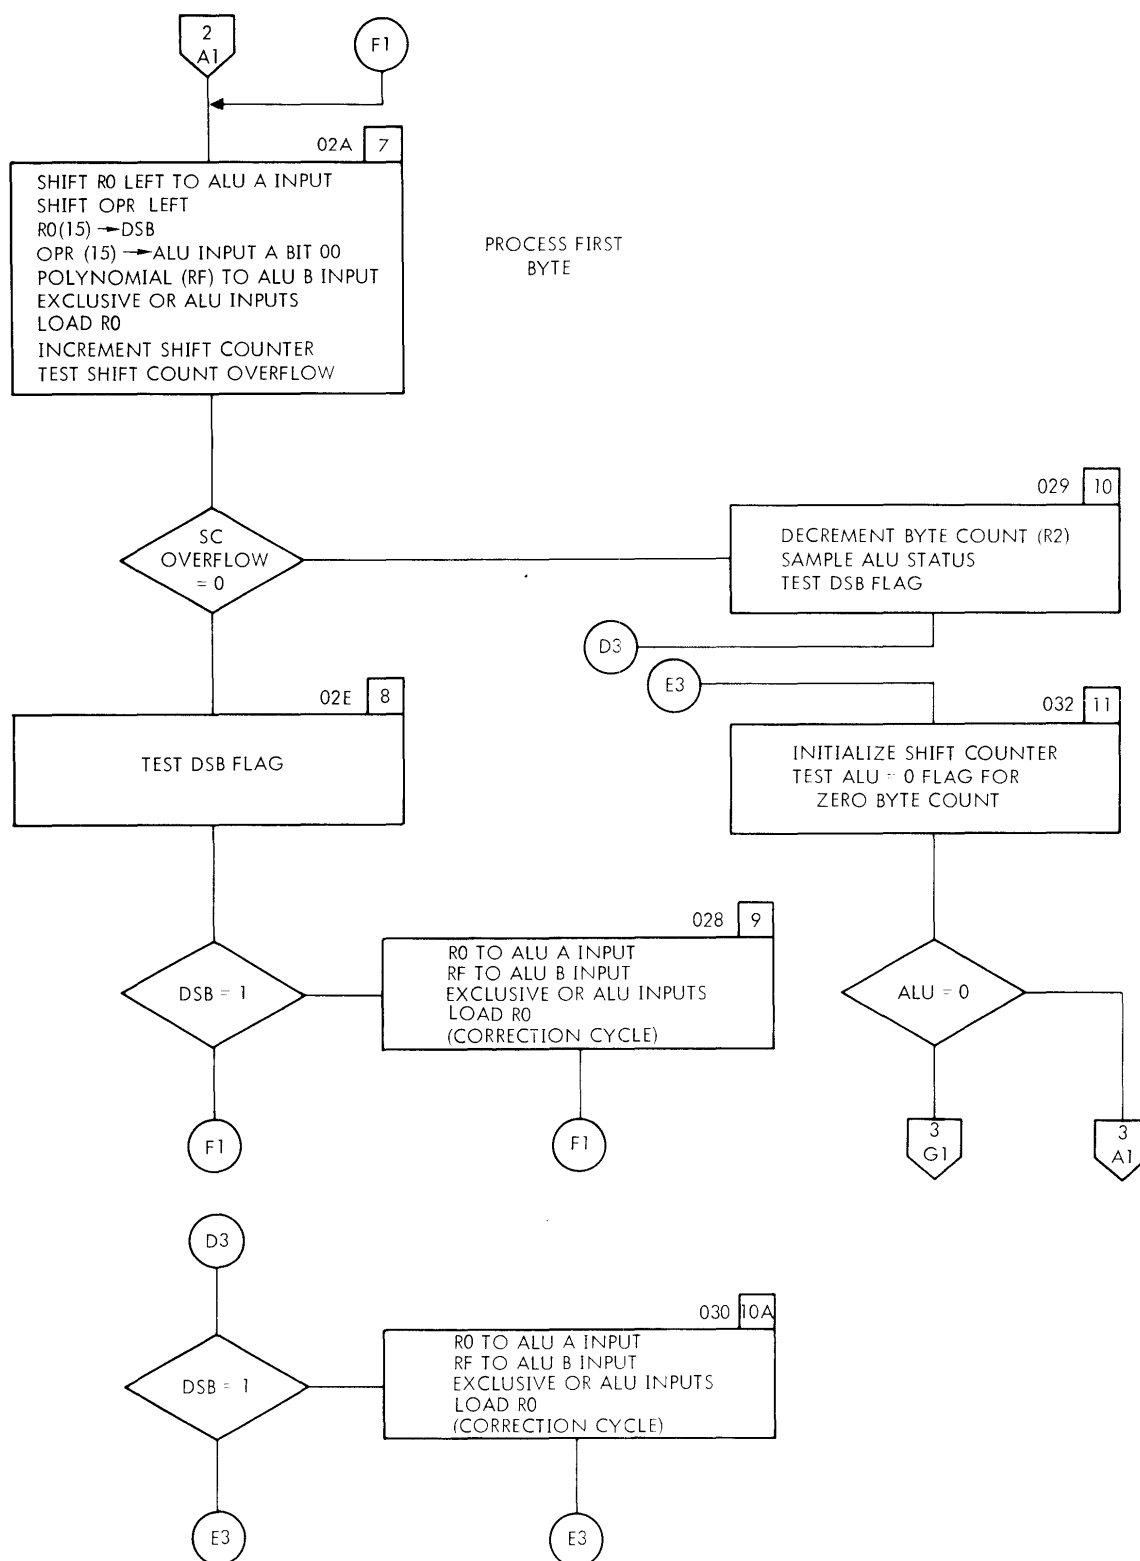 2
A1
F1
02A 7
SHIFT R0 LEFT TO ALU A INPUT
SHIFT OPR LEFT
R0(15) → DSB
OPR (15) → ALU INPUT A BIT 00
POLYNOMIAL (RF) TO ALU B INPUT
EXCLUSIVE OR ALU INPUTS
LOAD R0
INCREMENT SHIFT COUNTER
TEST SHIFT COUNT OVERFLOW
PROCESS FIRST
BYTE
SC
OVERFLOW
= 0
029 10
DECREMENT BYTE COUNT (R2)
SAMPLE ALU STATUS
TEST DSB FLAG
D3
E3
02E 8
TEST DSB FLAG
032 11
INITIALIZE SHIFT COUNTER
TEST ALU = 0 FLAG FOR
ZERO BYTE COUNT
DSB = 1
028 9
R0 TO ALU A INPUT
RF TO ALU B INPUT
EXCLUSIVE OR ALU INPUTS
LOAD R0
(CORRECTION CYCLE)
ALU = 0
F1
F1
3
G1
3
A1
D3
DSB = 1
030 10A
R0 TO ALU A INPUT
RF TO ALU B INPUT
EXCLUSIVE OR ALU INPUTS
LOAD R0
(CORRECTION CYCLE)
E3
E3